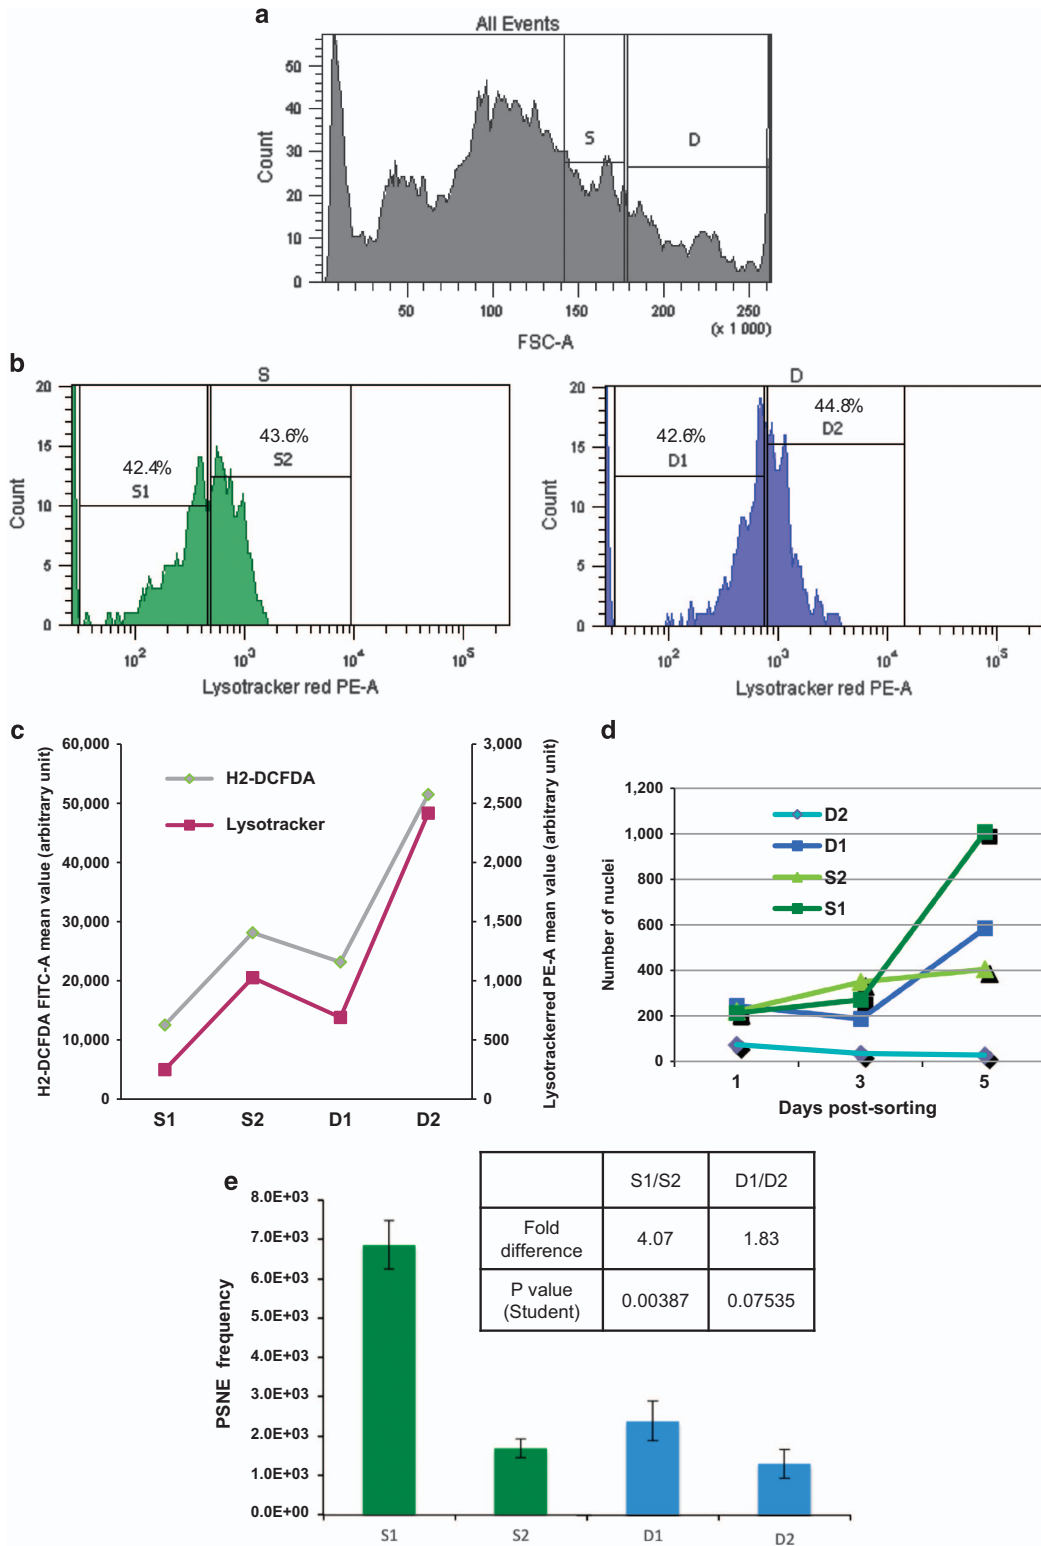 a
All Events
Count
50
40
30
20
10
0
S
D
50
100
150
200
250
(x 1 000)
FSC-A
b
S
Count
20
15
10
5
0
42.4%
S1
43.6%
S2
10²
10³
10⁴
10⁵
Lysotracker red PE-A
D
Count
20
15
10
5
0
42.6%
D1
44.8%
D2
10²
10³
10⁴
10⁵
Lysotracker red PE-A
c
H2-DCFDA FITC-A mean value (arbitrary unit)
60,000
50,000
40,000
30,000
20,000
10,000
0
H2-DCFDA
Lysotracker
3,000
2,500
2,000
1,500
1,000
500
0
Lysotrackerred PE-A mean value (arbitrary unit)
S1 S2 D1 D2
d
Number of nuclei
1,200
1,000
800
600
400
200
0
D2
D1
S2
S1
1 3 5
Days post-sorting
e
PSNE frequency
8.0E+03
7.0E+03
6.0E+03
5.0E+03
4.0E+03
3.0E+03
2.0E+03
1.0E+03
0.0E+00
S1 S2 D1 D2
S1/S2 D1/D2
Fold
difference
4.07 1.83
P value
(Student)
0.00387 0.07535